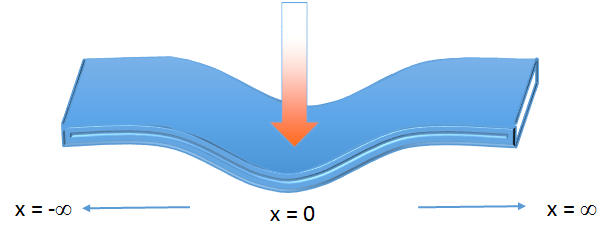 x = -∞
x = 0
x = ∞